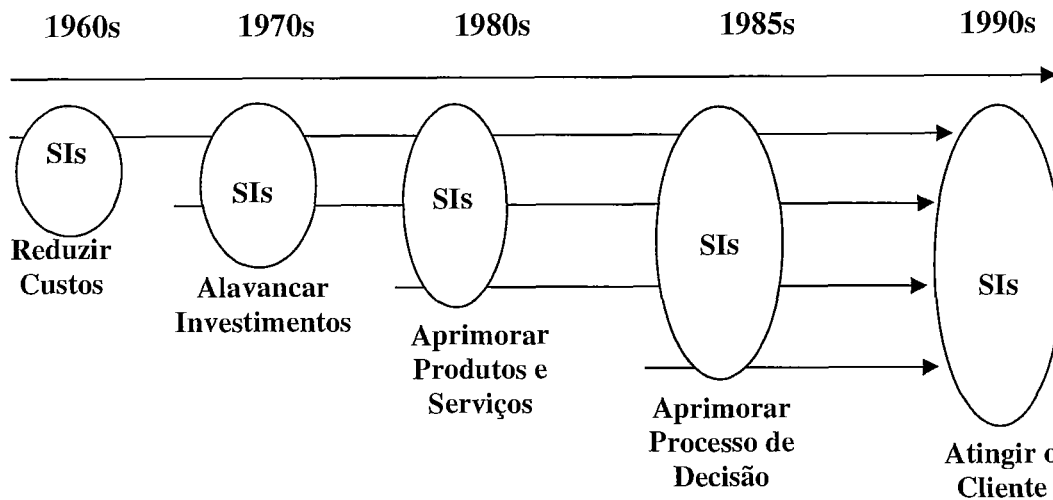 1960s 1970s 1980s 1985s 1990s
SIs
SIs
SIs
SIs
SIs
Reduzir
Custos
Alavancar
Investimentos
Aprimorar
Produtos e
Serviços
Aprimorar
Processo de
Decisão
Atingir o
Cliente